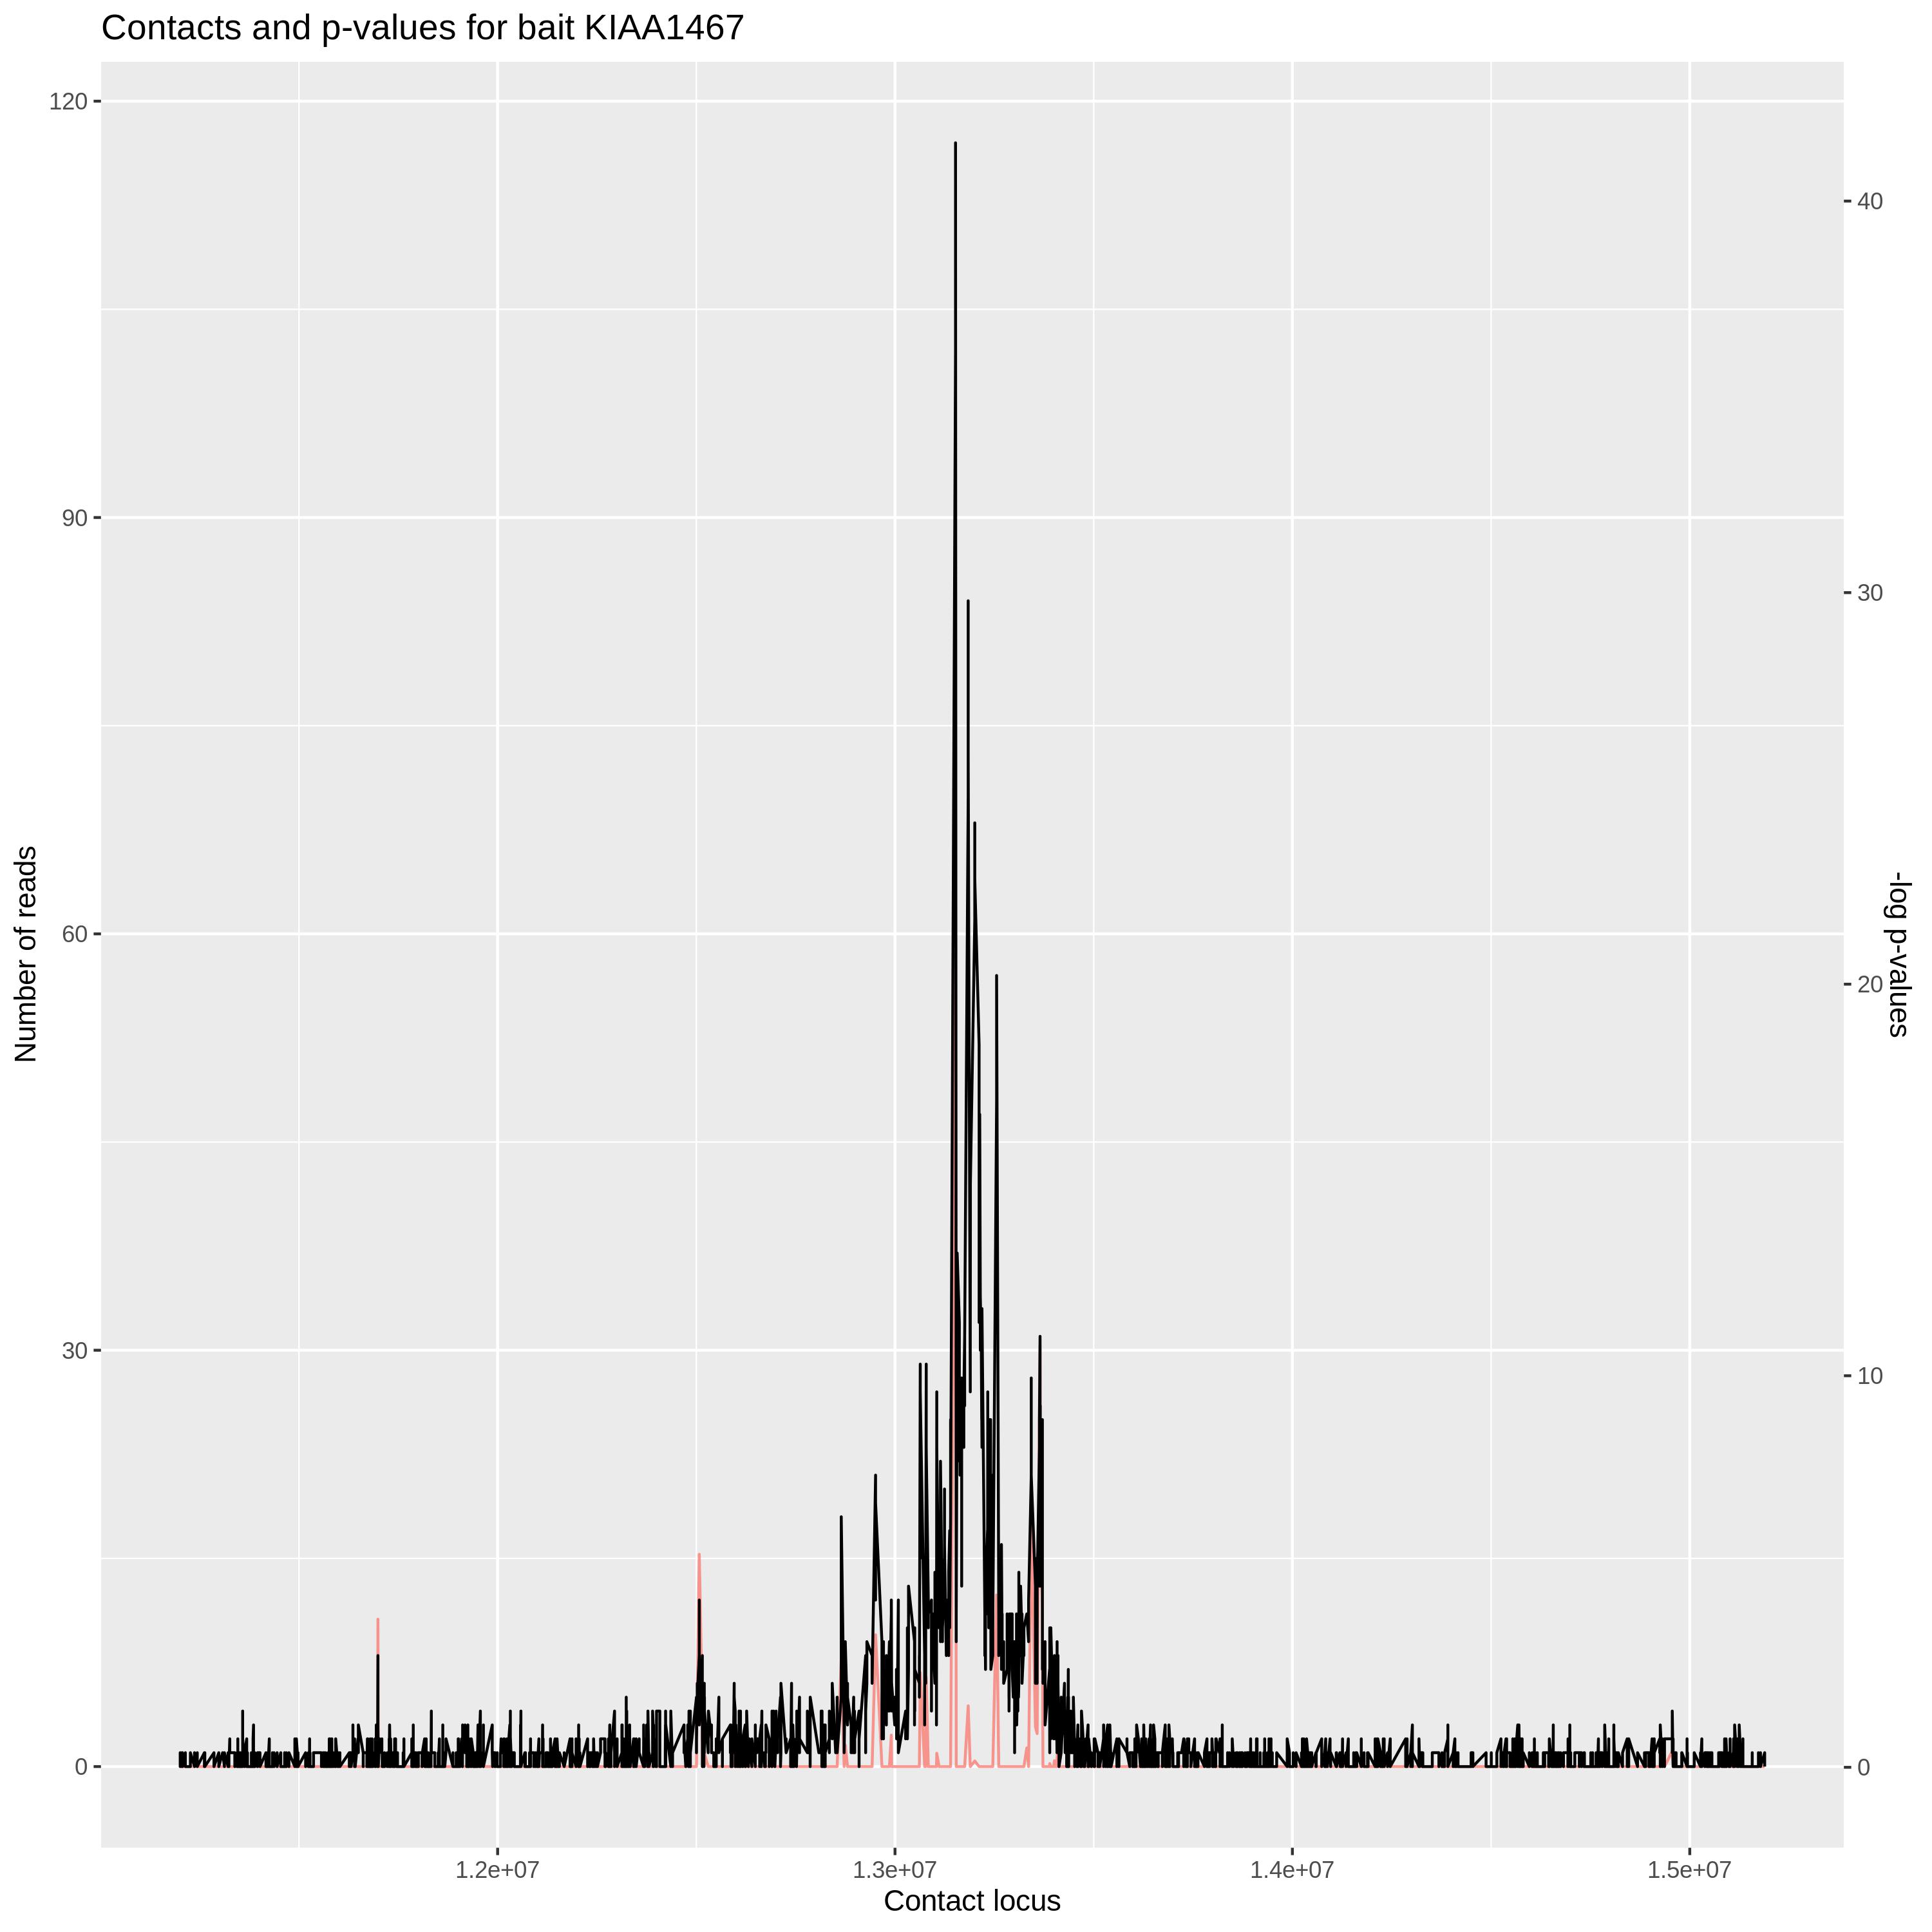 Contacts and p-values for bait KIAA1467
120
90
60
30
0
Number of reads
40
30
20
10
0
-log p-values
1.2e+07 1.3e+07 1.4e+07 1.5e+07
Contact locus